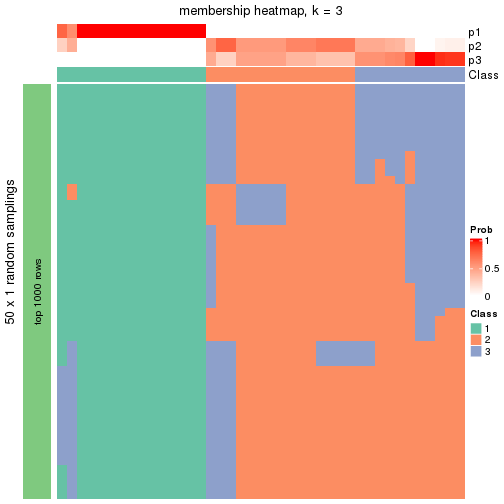 membership heatmap, k = 3
p1
p2
p3
Class
50 x 1 random samplings
top 1000 rows
Prob
1
0.5
0
Class
1
2
3